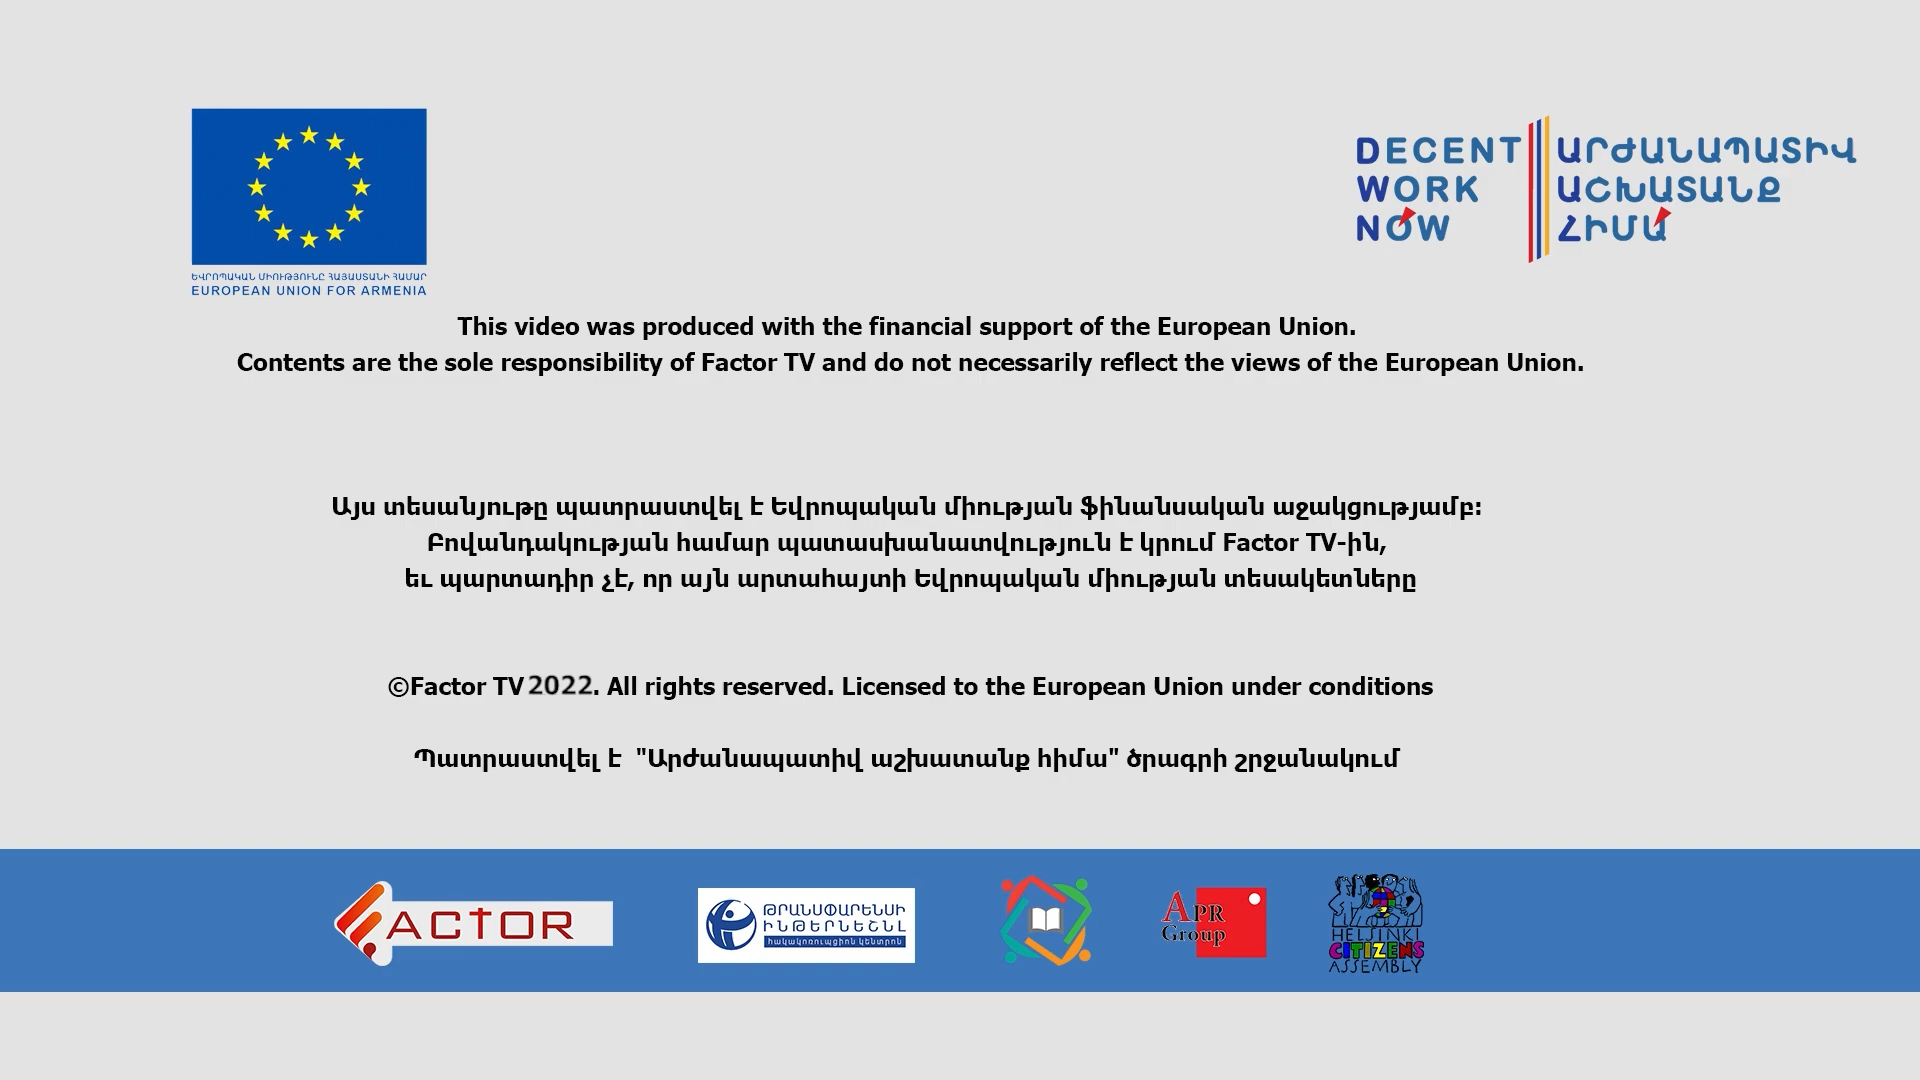 ԵՎՐՈՊԱԿԱՆ ՄԻՈՒԹՅՈՒՆԸ ՀԱՅԱՍՏԱՆԻ ՀԱՄԱՐ
EUROPEAN UNION FOR ARMENIA
DECENT
WORK
NOW
ԱՐԺԱՆԱՊԱՏԻՎ
ԱՇԽԱՏԱՆՔ
ՀԻՄԱ
This video was produced with the financial support of the European Union.
Contents are the sole responsibility of Factor TV and do not necessarily reflect the views of the European Union.
Այս տեսանյութը պատրաստվել է Եվրոպական միության ֆինանսական աջակցությամբ:
Բովանդակության համար պատասխանատվություն է կրում Factor TV-ին,
եւ պարտադիր չէ, որ այն արտահայտի Եվրոպական միության տեսակետները
©Factor TV 2022. All rights reserved. Licensed to the European Union under conditions
Պատրաստվել է "Արժանապատիվ աշխատանք հիմա" ծրագրի շրջանակում
FACTOR
ԹՐԱՆՍՓԱՐԵՆՍԻ
ԻՆԹԵՐՆԵՇՆԼ
հակակոռուպցիոն կենտրոն
APR
Group
HELSINKI
CITIZENS
ASSEMBLY